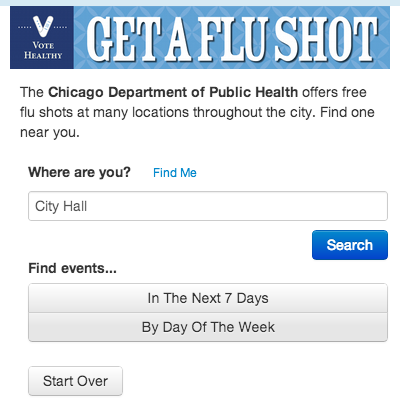 VOTE
HEALTHY
GET A FLU SHOT
The Chicago Department of Public Health offers free
flu shots at many locations throughout the city. Find one
near you.
Where are you? Find Me
City Hall
Search
Find events...
In The Next 7 Days
By Day Of The Week
Start Over